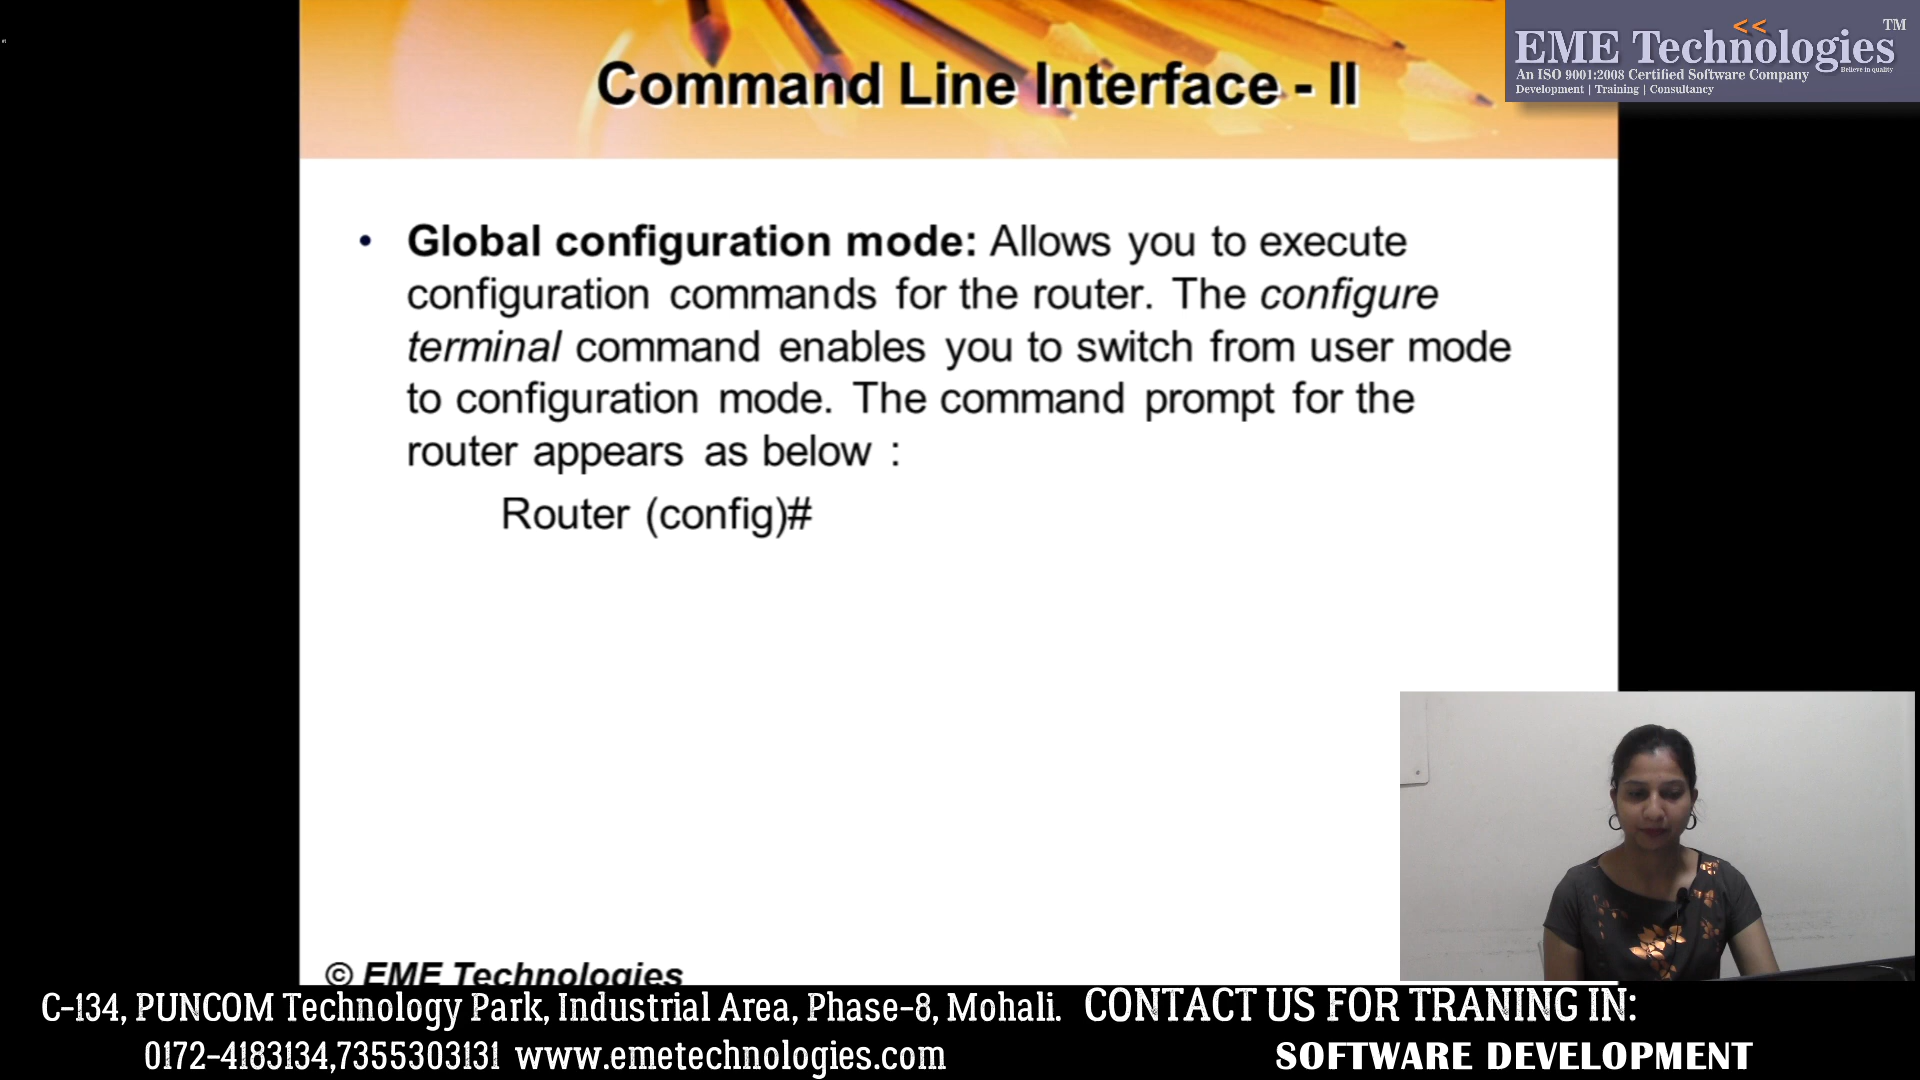 Command Line Interface - II
<<
EME Technologies TM
Believe in quality
An ISO 9001:2008 Certified Software Company
Development | Training | Consultancy
• Global configuration mode: Allows you to execute
configuration commands for the router. The configure
terminal command enables you to switch from user mode
to configuration mode. The command prompt for the
router appears as below :
Router (config)#
© EME Technologies
C-134, PUNCOM Technology Park, Industrial Area, Phase-8, Mohali. CONTACT US FOR TRANING IN:
0172-4183134,7355303131 www.emetechnologies.com SOFTWARE DEVELOPMENT